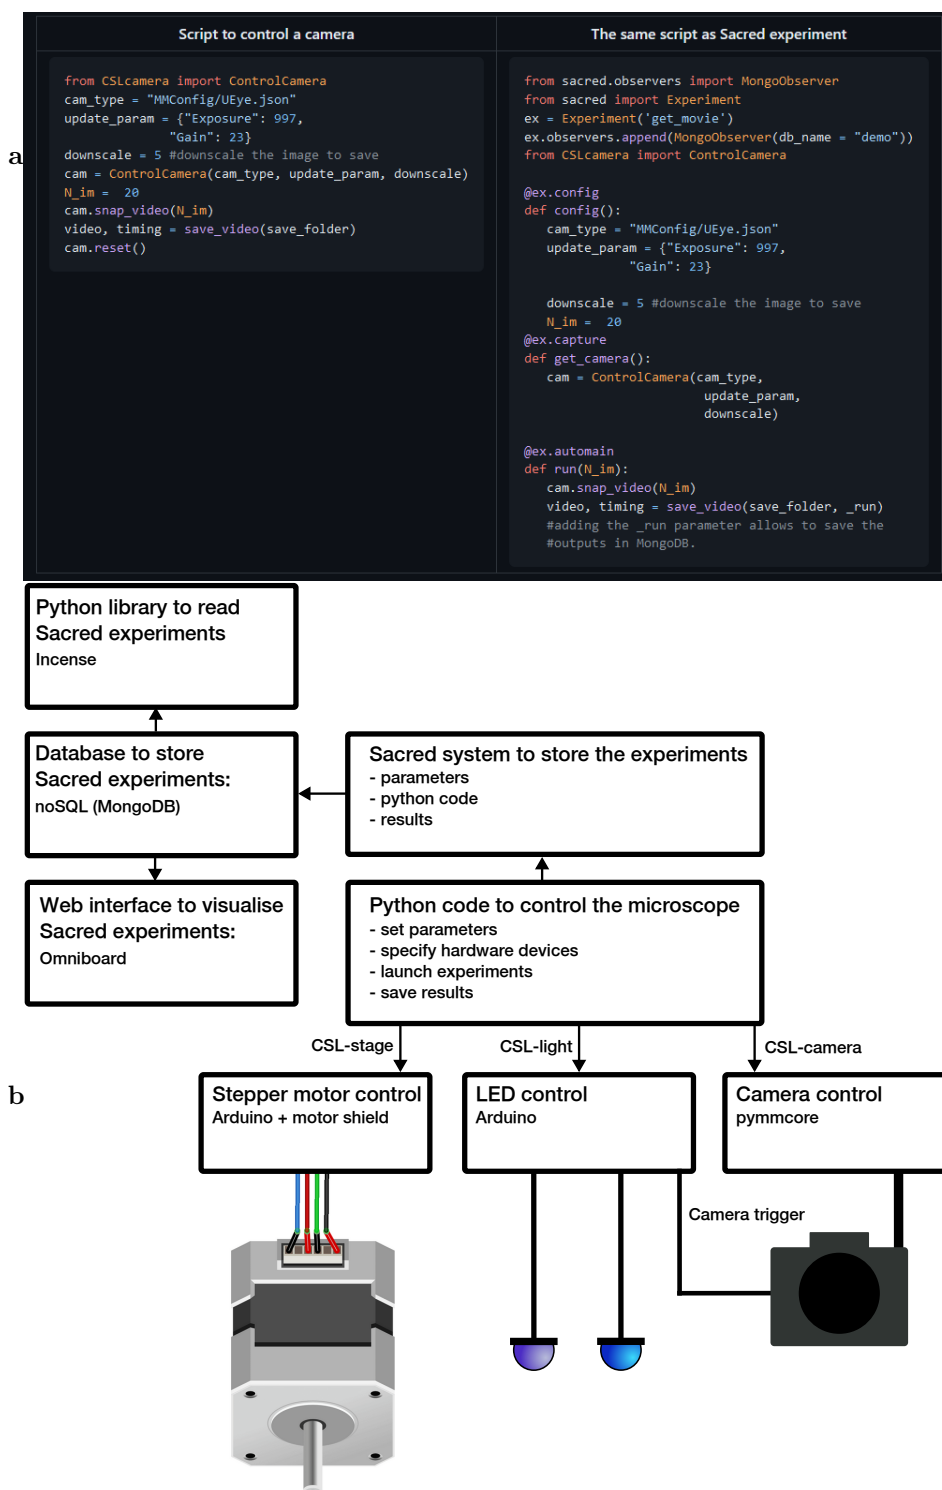 Script to control a camera
from CSLcamera import ControlCamera
cam_type = "MMConfig/UEye.json"
update_param = {"Exposure": 997,
"Gain": 23}
downscale = 5 #downscale the image to save
cam = ControlCamera(cam_type, update_param, downscale)
N_im =  20
cam.snap_video(N_im)
video, timing = save_video(save_folder)
cam.reset()
The same script as Sacred experiment
from sacred.observers import MongoObserver
from sacred import Experiment
ex = Experiment('get_movie')
ex.observers.append(MongoObserver(db_name = "demo"))
from CSLcamera import ControlCamera
@ex.config
def config():
cam_type = "MMConfig/UEye.json"
update_param = {"Exposure": 997,
"Gain": 23}
downscale = 5 #downscale the image to save
N_im =  20
@ex.capture
def get_camera():
cam = ControlCamera(cam_type,
update_param,
downscale)
@ex.automain
def run(N_im):
cam.snap_video(N_im)
video, timing = save_video(save_folder, _run)
#adding the _run parameter allows to save the
#outputs in MongoDB.
a
Python library to read
Sacred experiments
Incense
Database to store
Sacred experiments:
noSQL (MongoDB)
Sacred system to store the experiments
- parameters
- python code
- results
Web interface to visualise
Sacred experiments:
Omniboard
Python code to control the microscope
- set parameters
- specify hardware devices
- launch experiments
- save results
CSL-stage
CSL-light
CSL-camera
b
Stepper motor control
Arduino + motor shield
LED control
Arduino
Camera control
pymmcore
Camera trigger